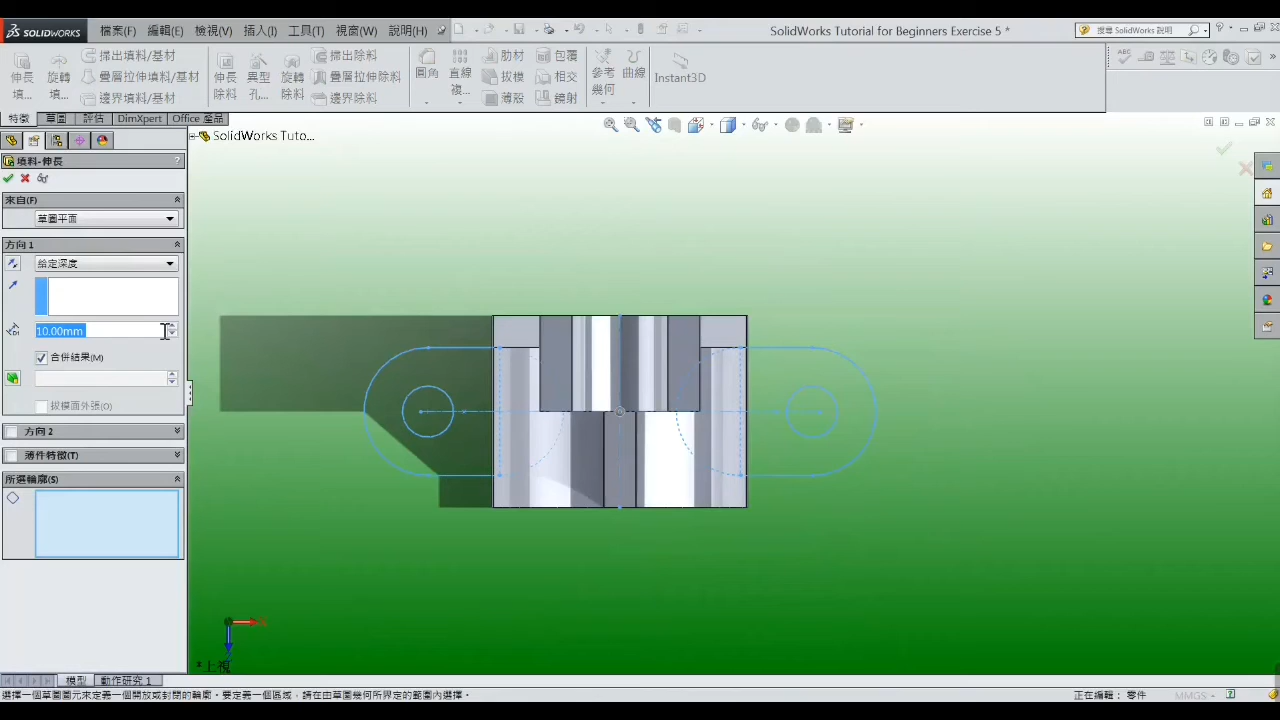 SOLIDWORKS 檔案(F) 編輯(E) 檢視(V) 插入(I) 工具(T) 視窗(W) 說明(H) SolidWorks Tutorial for Beginners Exercise 5 * 搜尋 SolidWorks 說明
伸長填... 旋轉填... 掃出填料/基材 疊層拉伸填料/基材 邊界填料/基材 伸長除料 異型孔... 旋轉除料 掃出除料 疊層拉伸除料 邊界除料 圓角 直線複... 肋材 拔模 薄殼 包覆 相交 鏡射 參考幾何 曲線 Instant3D
特徵 草圖 評估 DimXpert Office 產品
SolidWorks Tuto...
填料-伸長 ?
來自(F)
草圖平面
方向1
給定深度
10.00mm
合併結果(M)
拔模面外張(O)
方向2
薄件特徵(T)
所選輪廓(S)
X
*上視
模型 動作研究 1
選擇一個草圖圖元來定義一個開放或封閉的輪廓。要定義一個區域，請在由草圖幾何所界定的範圍內選擇。 正在編輯：零件 MMGS